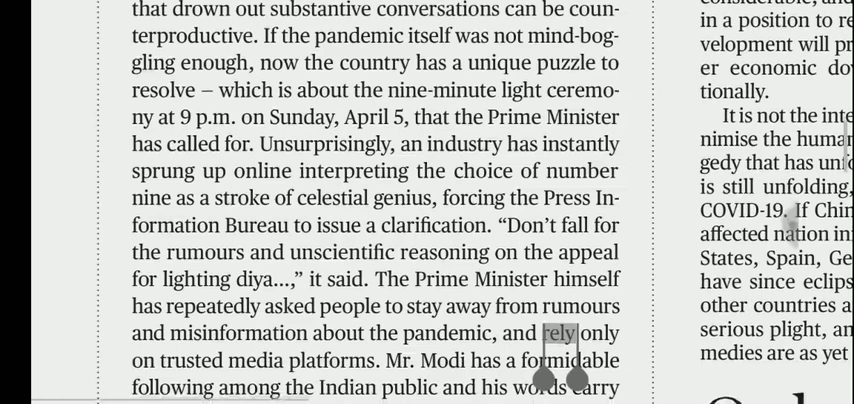 that drown out substantive conversations can be coun-
terproductive. If the pandemic itself was not mind-bog-
gling enough, now the country has a unique puzzle to
resolve – which is about the nine-minute light ceremo-
ny at 9 p.m. on Sunday, April 5, that the Prime Minister
has called for. Unsurprisingly, an industry has instantly
sprung up online interpreting the choice of number
nine as a stroke of celestial genius, forcing the Press In-
formation Bureau to issue a clarification. “Don’t fall for
the rumours and unscientific reasoning on the appeal
for lighting diya...,” it said. The Prime Minister himself
has repeatedly asked people to stay away from rumours
and misinformation about the pandemic, and rely only
on trusted media platforms. Mr. Modi has a formidable
following among the Indian public and his words carry
in a position to re
velopment will pr
er economic do
tionally.
It is not the inte
nimise the human
gedy that has unfo
is still unfolding,
COVID-19. If Chin
affected nation in
States, Spain, Ge
have since eclips
other countries a
serious plight, an
medies are as yet